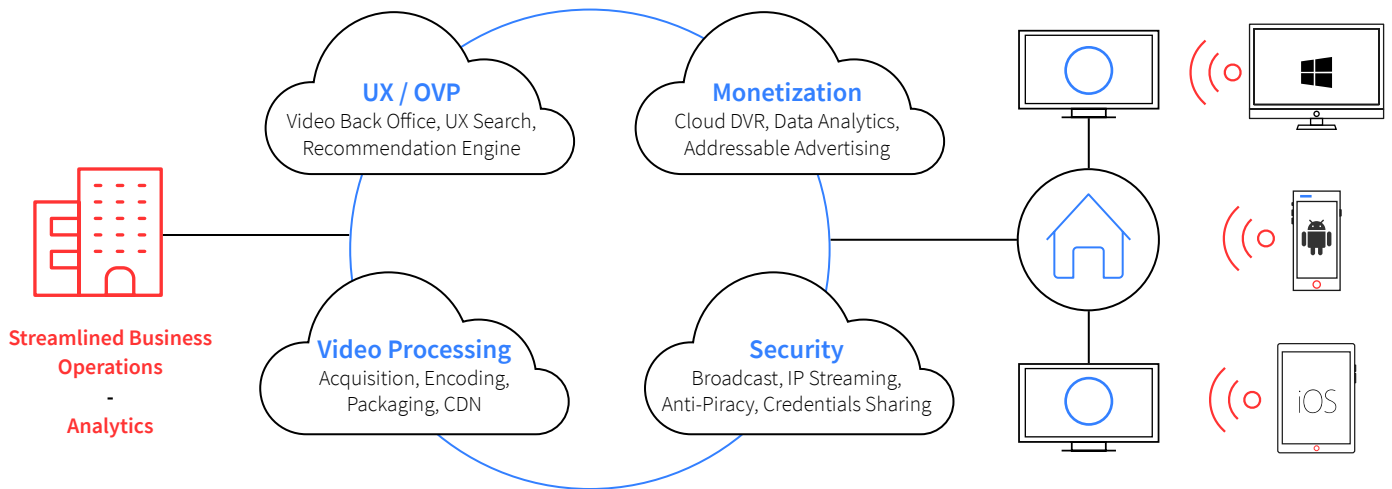 UX / OVP
Video Back Office, UX Search,
Recommendation Engine
Monetization
Cloud DVR, Data Analytics,
Addressable Advertising
Streamlined Business
Operations
-
Analytics
Video Processing
Acquisition, Encoding,
Packaging, CDN
Security
Broadcast, IP Streaming,
Anti-Piracy, Credentials Sharing
iOS